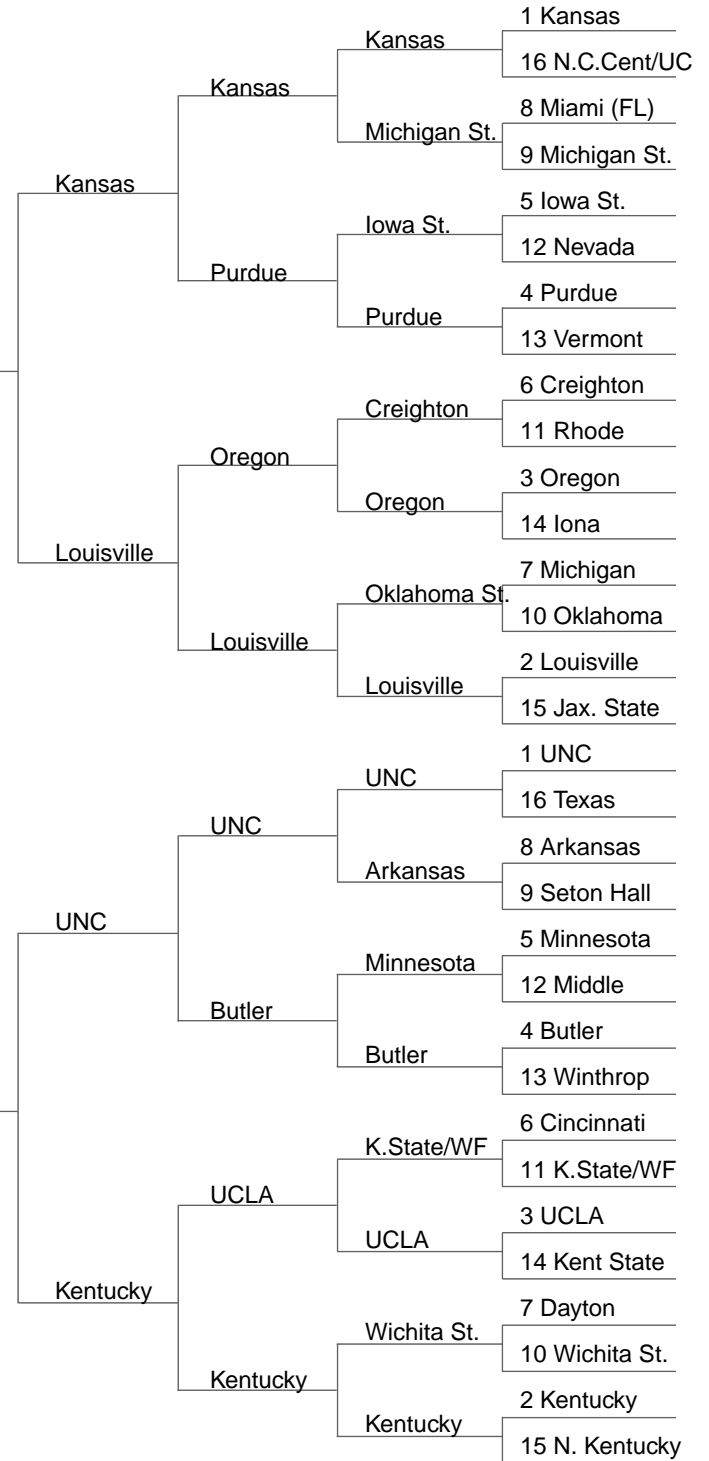 1 Kansas
Kansas
16 N.C.Cent/UC
Kansas
8 Miami (FL)
Michigan St.
9 Michigan St.
Kansas
5 Iowa St.
Iowa St.
12 Nevada
Purdue
4 Purdue
Purdue
13 Vermont
6 Creighton
Creighton
11 Rhode
Oregon
3 Oregon
Oregon
14 Iona
Louisville
7 Michigan
Oklahoma St.
10 Oklahoma
Louisville
2 Louisville
Louisville
15 Jax. State
1 UNC
UNC
16 Texas
UNC
8 Arkansas
Arkansas
9 Seton Hall
UNC
5 Minnesota
Minnesota
12 Middle
Butler
4 Butler
Butler
13 Winthrop
6 Cincinnati
K.State/WF
11 K.State/WF
UCLA
3 UCLA
UCLA
14 Kent State
Kentucky
7 Dayton
Wichita St.
10 Wichita St.
Kentucky
2 Kentucky
Kentucky
15 N. Kentucky